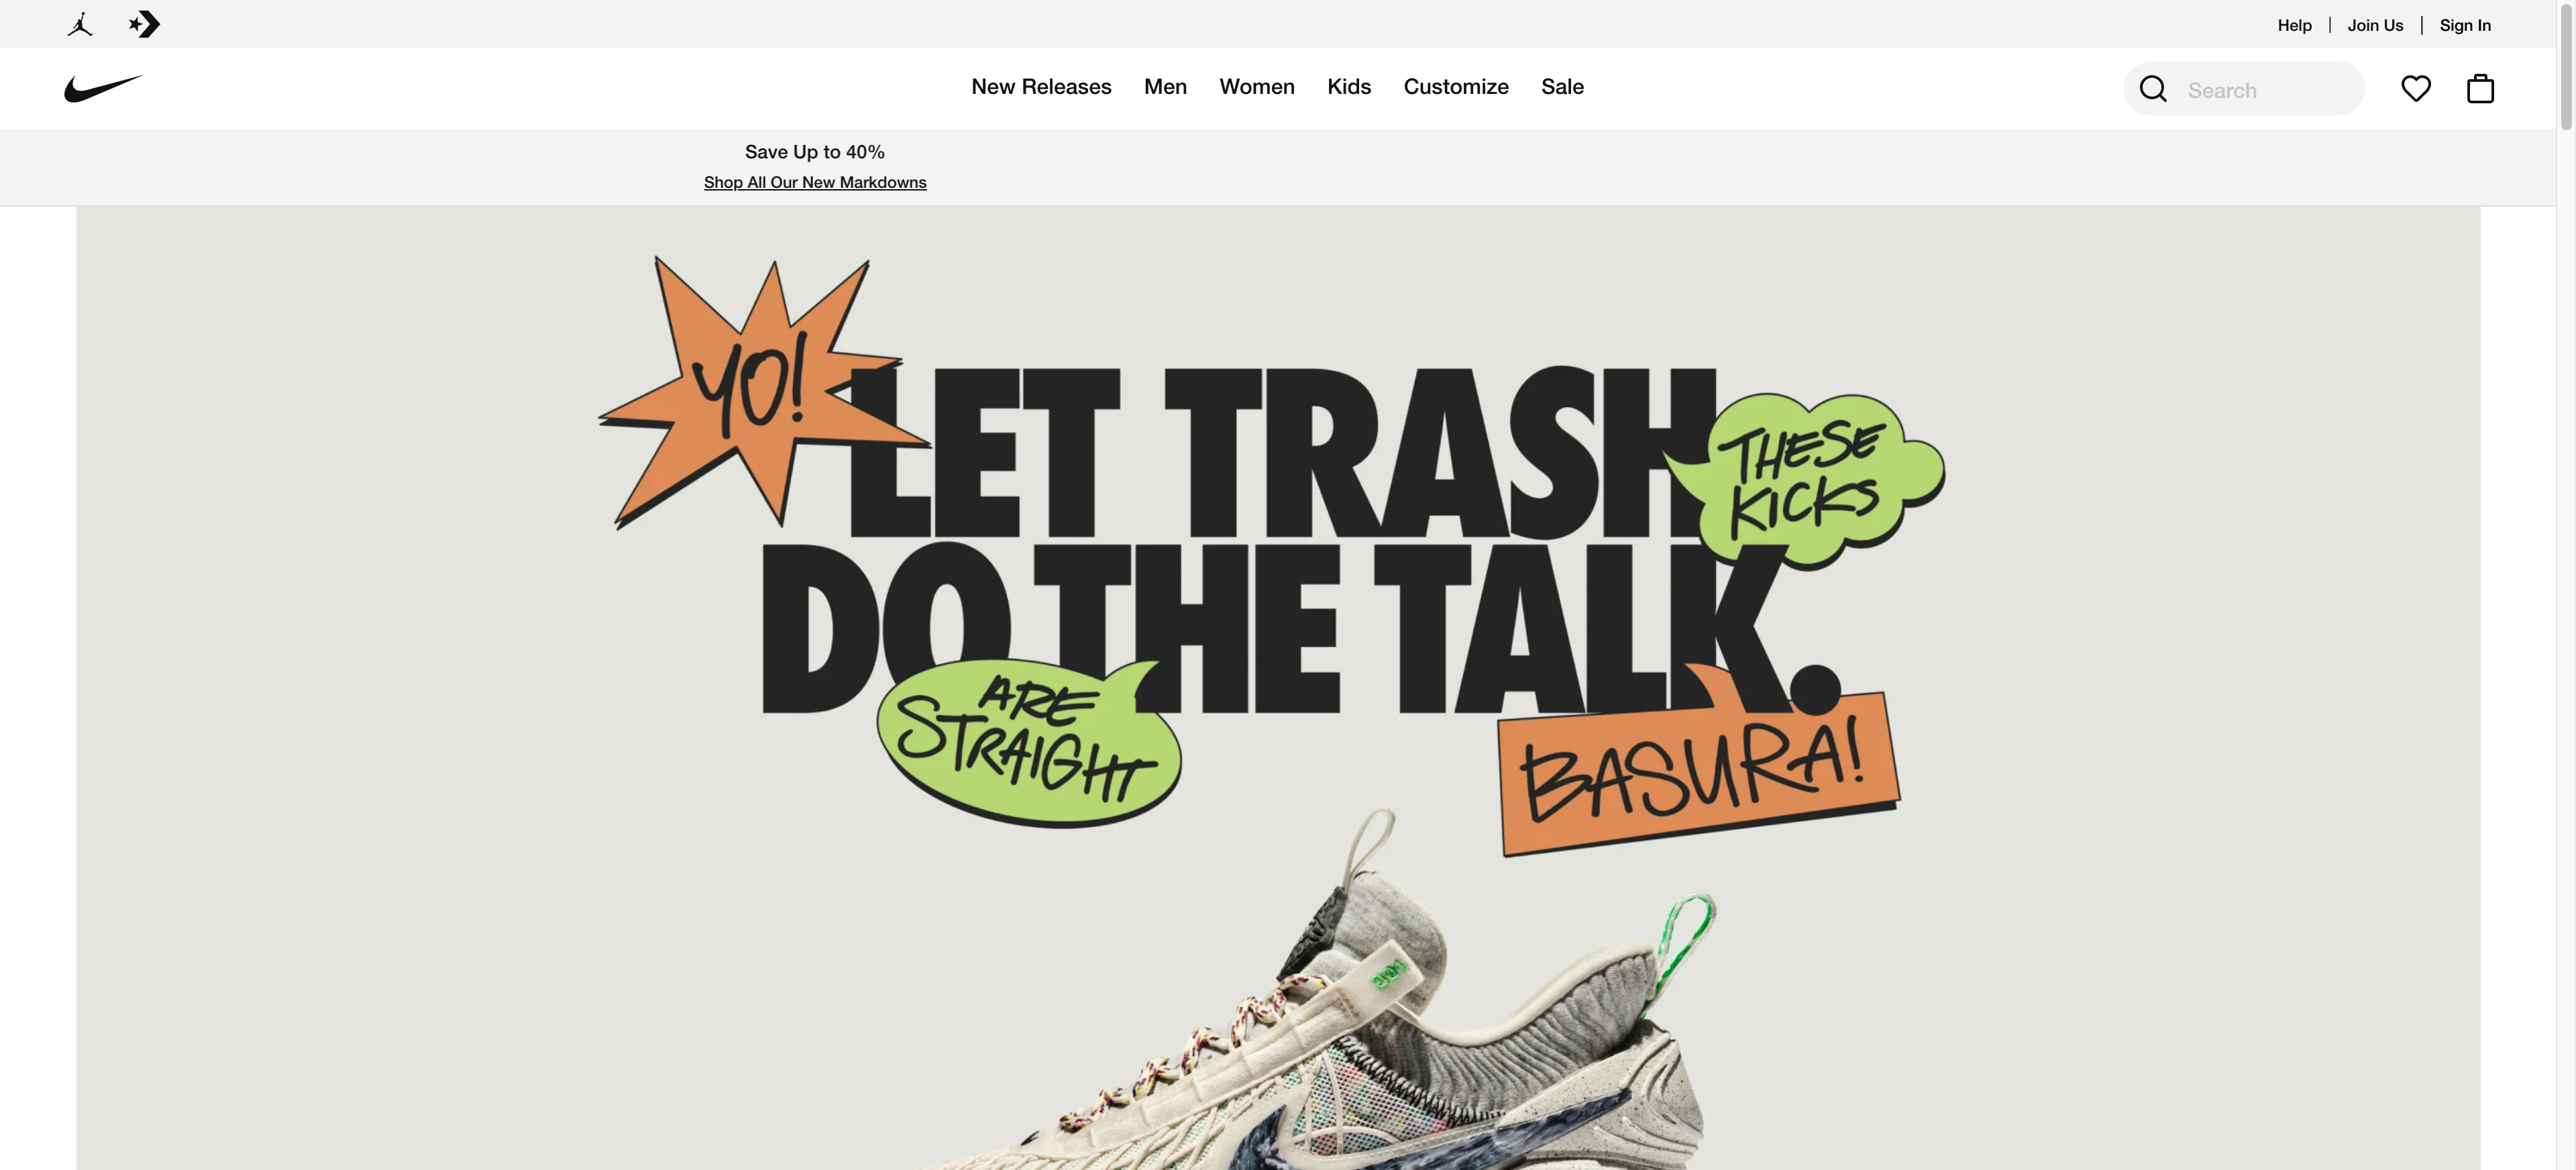 Help | Join Us | Sign In
New Releases Men Women Kids Customize Sale
Search
Save Up to 40%
Shop All Our New Markdowns
YO!
LET TRASH
THESE
KICKS
DO THE TALK.
ARE
STRAIGHT
BASURA!